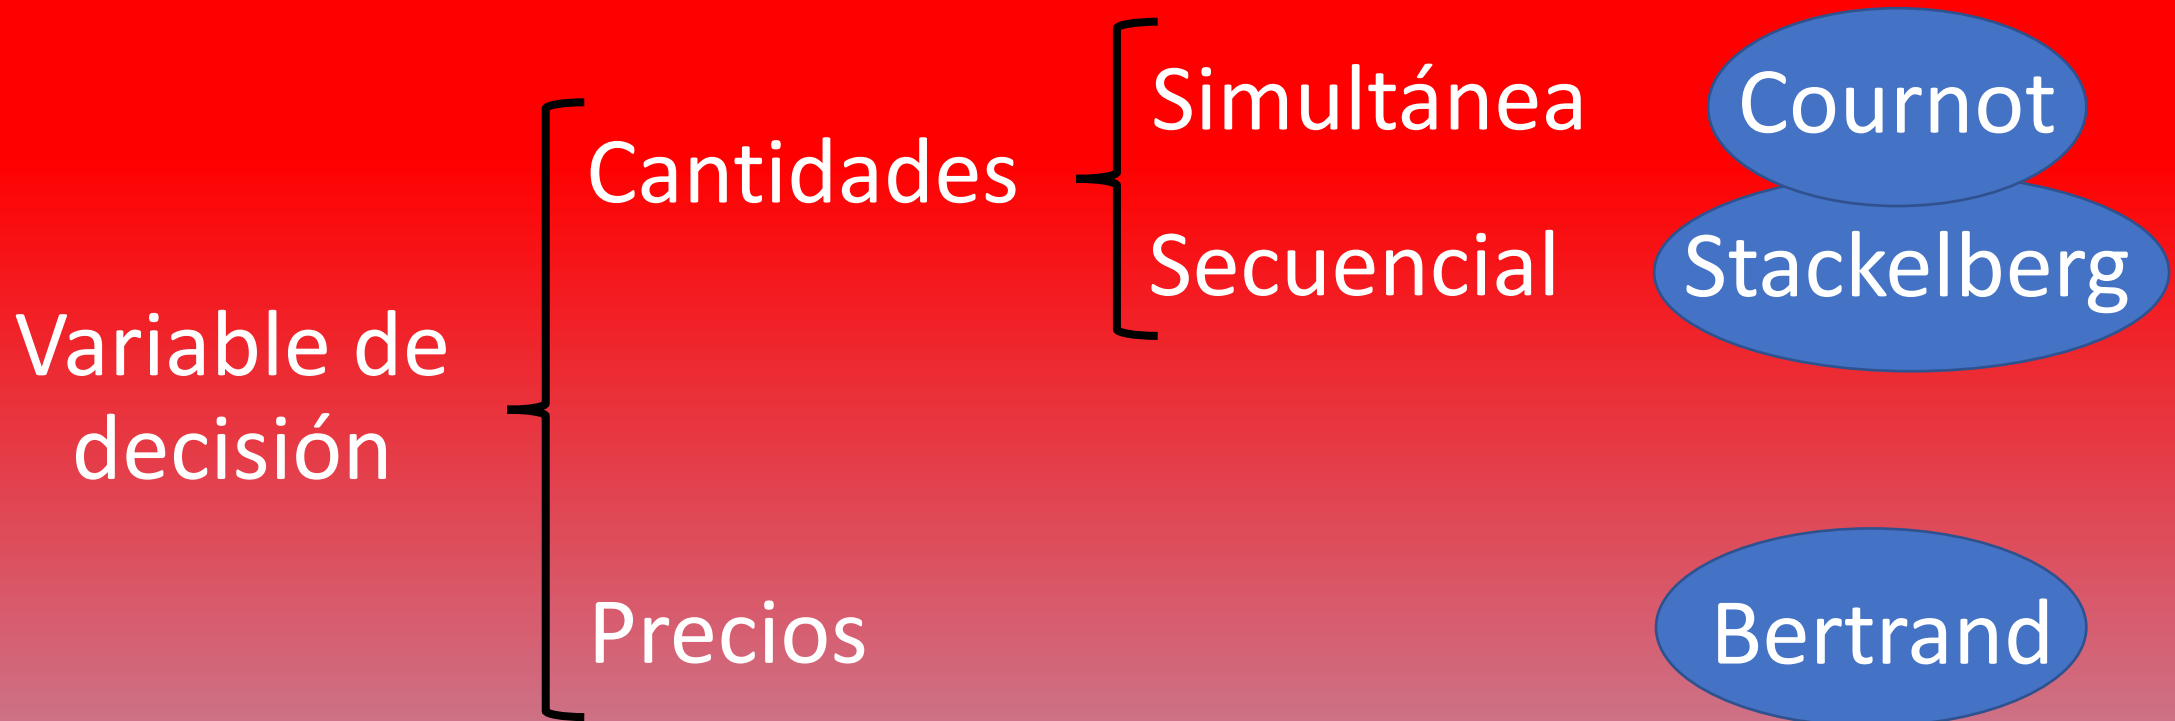 Simultánea
Cournot
Cantidades
Secuencial
Stackelberg
Variable de
decisión
Precios
Bertrand